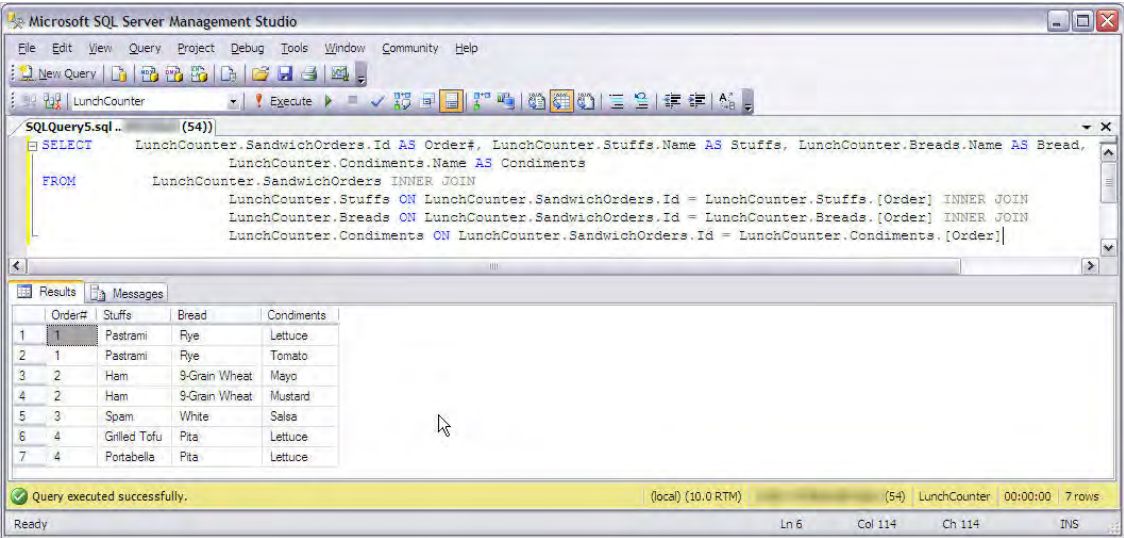 Microsoft SQL Server Management Studio
File Edit View Query Project Debug Tools Window Community Help
New Query
LunchCounter Execute
SQLQuery5.sql .. (54))
SELECT LunchCounter.SandwichOrders.Id AS Order#, LunchCounter.Stuffs.Name AS Stuffs, LunchCounter.Breads.Name AS Bread,
LunchCounter.Condiments.Name AS Condiments
FROM LunchCounter.SandwichOrders INNER JOIN
LunchCounter.Stuffs ON LunchCounter.SandwichOrders.Id = LunchCounter.Stuffs.[Order] INNER JOIN
LunchCounter.Breads ON LunchCounter.SandwichOrders.Id = LunchCounter.Breads.[Order] INNER JOIN
LunchCounter.Condiments ON LunchCounter.SandwichOrders.Id = LunchCounter.Condiments.[Order]
Results Messages
Order# Stuffs Bread Condiments
1 1 Pastrami Rye Lettuce
2 1 Pastrami Rye Tomato
3 2 Ham 9-Grain Wheat Mayo
4 2 Ham 9-Grain Wheat Mustard
5 3 Spam White Salsa
6 4 Grilled Tofu Pita Lettuce
7 4 Portabella Pita Lettuce
Query executed successfully. (local) (10.0 RTM) (54) LunchCounter 00:00:00 7 rows
Ready Ln 6 Col 114 Ch 114 INS